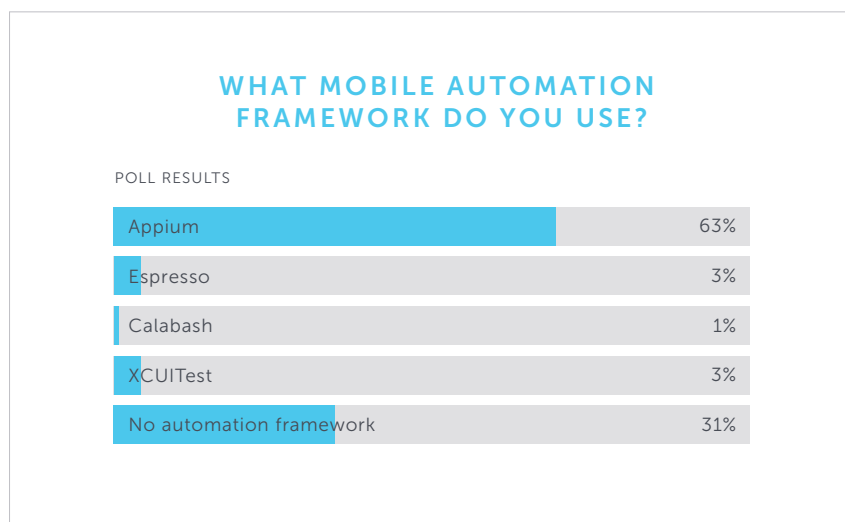 WHAT MOBILE AUTOMATION
FRAMEWORK DO YOU USE?
POLL RESULTS
Appium 63%
Espresso 3%
Calabash 1%
XCUITest 3%
No automation framework 31%